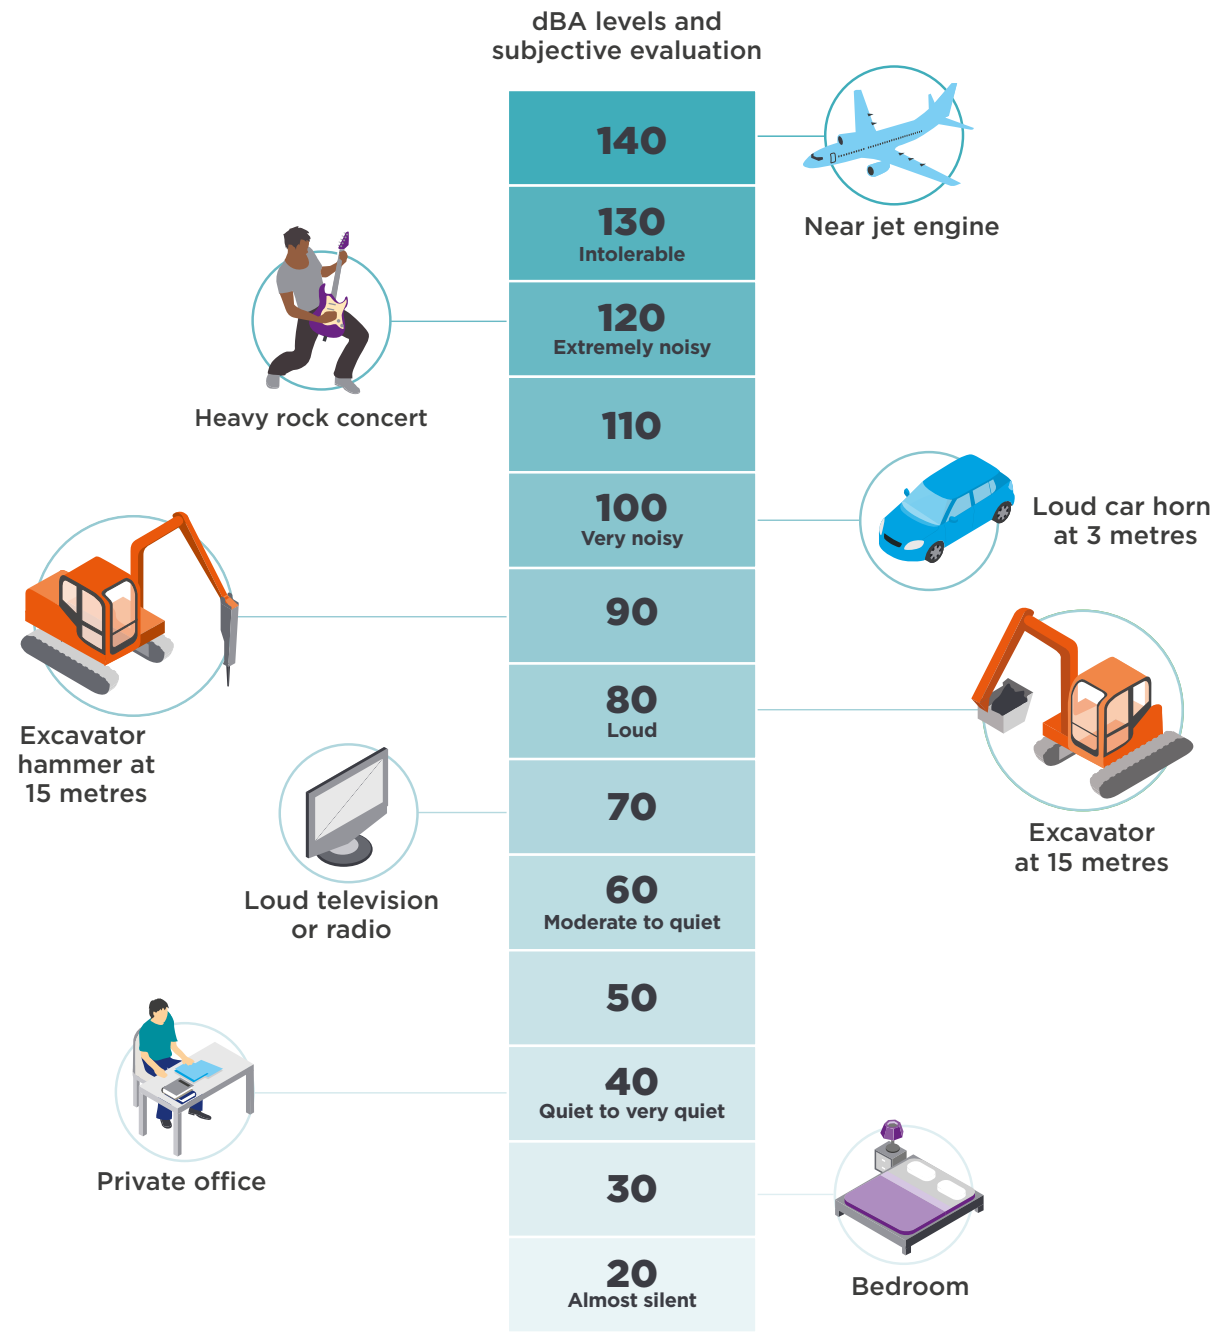 dBA levels and
subjective evaluation
140
Near jet engine
130
Intolerable
120
Extremely noisy
Heavy rock concert
110
100
Very noisy
Loud car horn
at 3 metres
90
Excavator
hammer at
15 metres
80
Loud
Excavator
at 15 metres
70
Loud television
or radio
60
Moderate to quiet
50
40
Quiet to very quiet
Private office
30
Bedroom
20
Almost silent